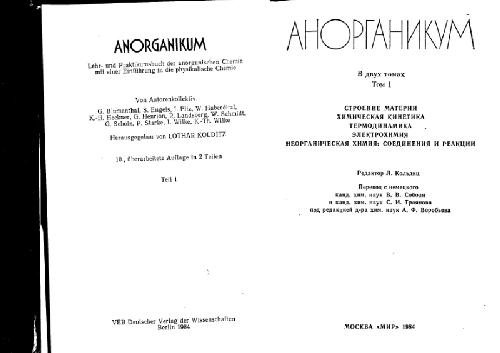 ANORGANIKUM
Lehr- und Praktikumsbuch der anorganischen Chemie
mit einer Einführung in die physikalische Chemie
Von Autorenkollektiv
G. Blumenthal, S. Engels, I. Fitz, W. Haberditzl,
K.-H. Heckner, G. Henrion, R. Landsberg, W. Schmidt,
G. Scholz, P. Starke, I. Wilke, K.-Th. Wilke
Herausgegeben von LOTHAR KOLDITZ
10., überarbeitete Auflage in 2 Teilen
Teil 1
VEB Deutscher Verlag der Wissenschaften
Berlin 1984
АНОРГАНИКУМ
В двух томах
Том 1
СТРОЕНИЕ МАТЕРИИ
ХИМИЧЕСКАЯ КИНЕТИКА
ТЕРМОДИНАМИКА
ЭЛЕКТРОХИМИЯ
НЕОРГАНИЧЕСКАЯ ХИМИЯ: СОЕДИНЕНИЯ И РЕАКЦИИ
Редактор Л. Кольдиц
Перевод с немецкого
канд. хим. наук В. В.
и канд. хим. наук С. И. Троянова
под редакцией д-ра хим. наук А. Ф. Воробьева
МОСКВА «МИР» 1984